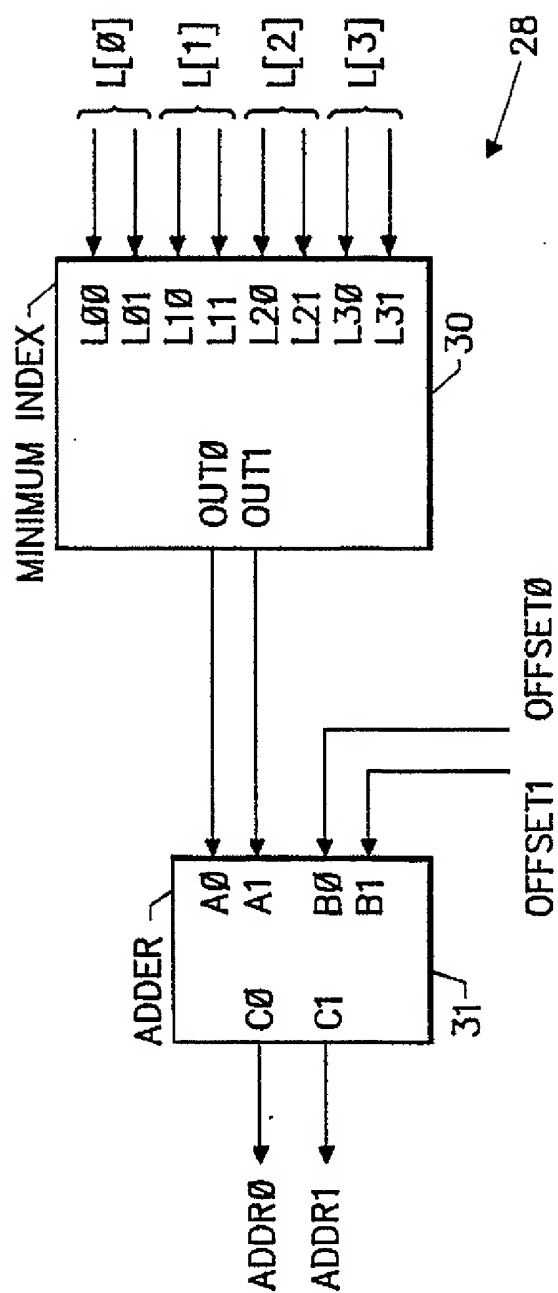 MINIMUM INDEX
LØØ
LØ1
L1Ø
L11
L2Ø
L21
L3Ø
L31
OUTØ
OUT1
30
L[Ø]
L[1]
L[2]
L[3]
28
ADDER
AØ
A1
BØ
B1
CØ
C1
31
OFFSETØ
OFFSET1
ADDRØ
ADDR1